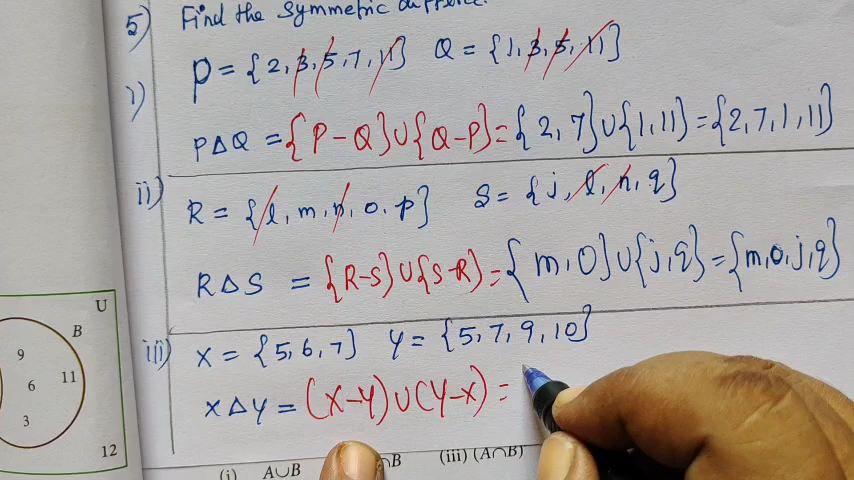 5) Find the symmetric difference.
P = {2, 3, 5, 7, 11} Q = {1, 3, 5, 11}
i)
P∆Q = {P-Q}∪{Q-P} = {2, 7}∪{1, 11} = {2, 7, 1, 11}
ii) R = {l, m, n, o, p} S = {j, l, n, q}
R∆S = {R-S}∪{S-R} = {m, o}∪{j, q} = {m, o, j, q}
iii) X = {5, 6, 7} Y = {5, 7, 9, 10}
X∆Y = (X-Y)∪(Y-X) =
U
B
9
6 11
3
12
(i) A∪B ∩B (iii) (A∩B)